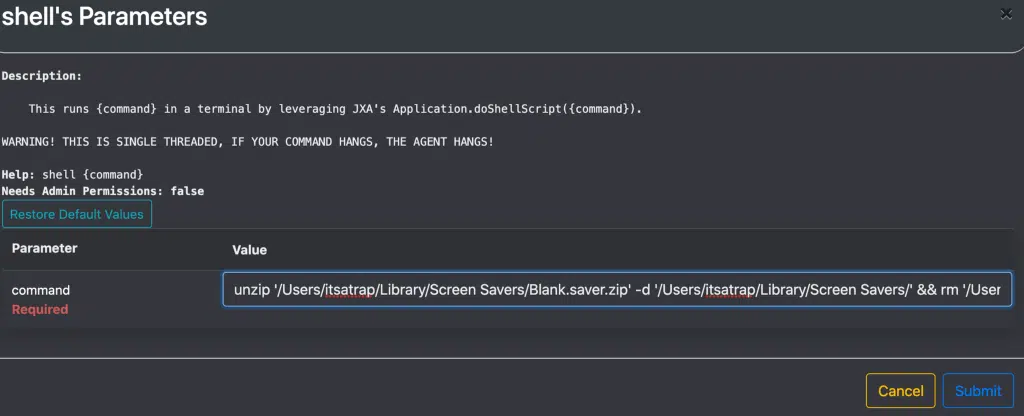 shell's Parameters
Description:
This runs {command} in a terminal by leveraging JXA's Application.doShellScript({command}).
WARNING! THIS IS SINGLE THREADED, IF YOUR COMMAND HANGS, THE AGENT HANGS!
Help: shell {command}
Needs Admin Permissions: false
Restore Default Values
Parameter Value
command unzip '/Users/itsatrap/Library/Screen Savers/Blank.saver.zip' -d '/Users/itsatrap/Library/Screen Savers/' && rm '/User
Required
Cancel Submit